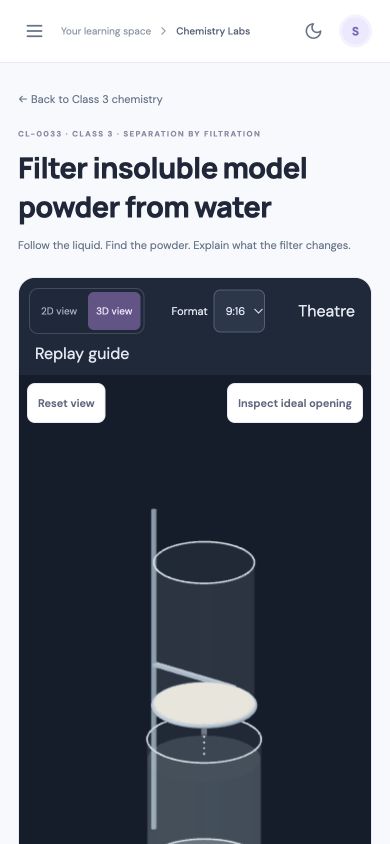 Your learning space > Chemistry Labs
S
← Back to Class 3 chemistry
CL-0033 · CLASS 3 · SEPARATION BY FILTRATION
Filter insoluble model
powder from water
Follow the liquid. Find the powder. Explain what the filter changes.
2D view 3D view Format 9:16 Theatre
Replay guide
Reset view Inspect ideal opening